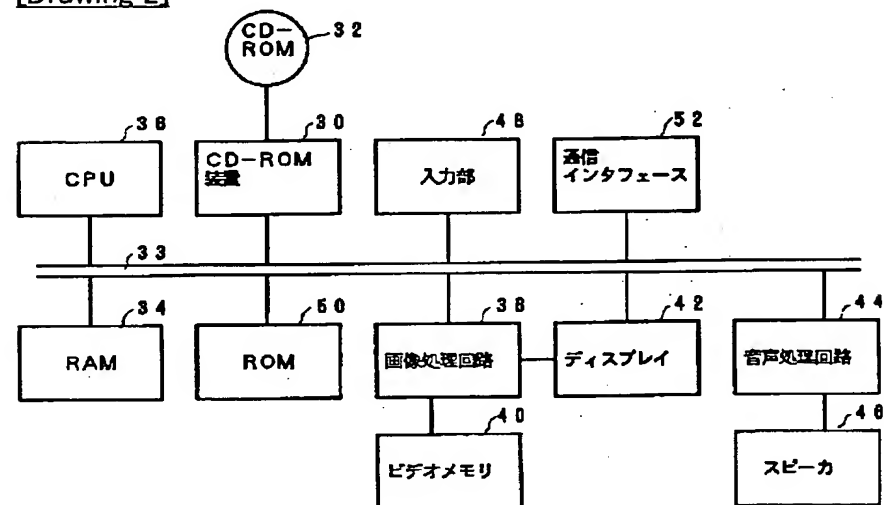 [Drawing 2]
CD-
ROM
32
36
30
48
52
CPU
CD-ROM
装置
入力部
通信
インタフェース
33
34
50
38
42
44
RAM
ROM
画像処理回路
ディスプレイ
音声処理回路
40
46
ビデオメモリ
スピーカ